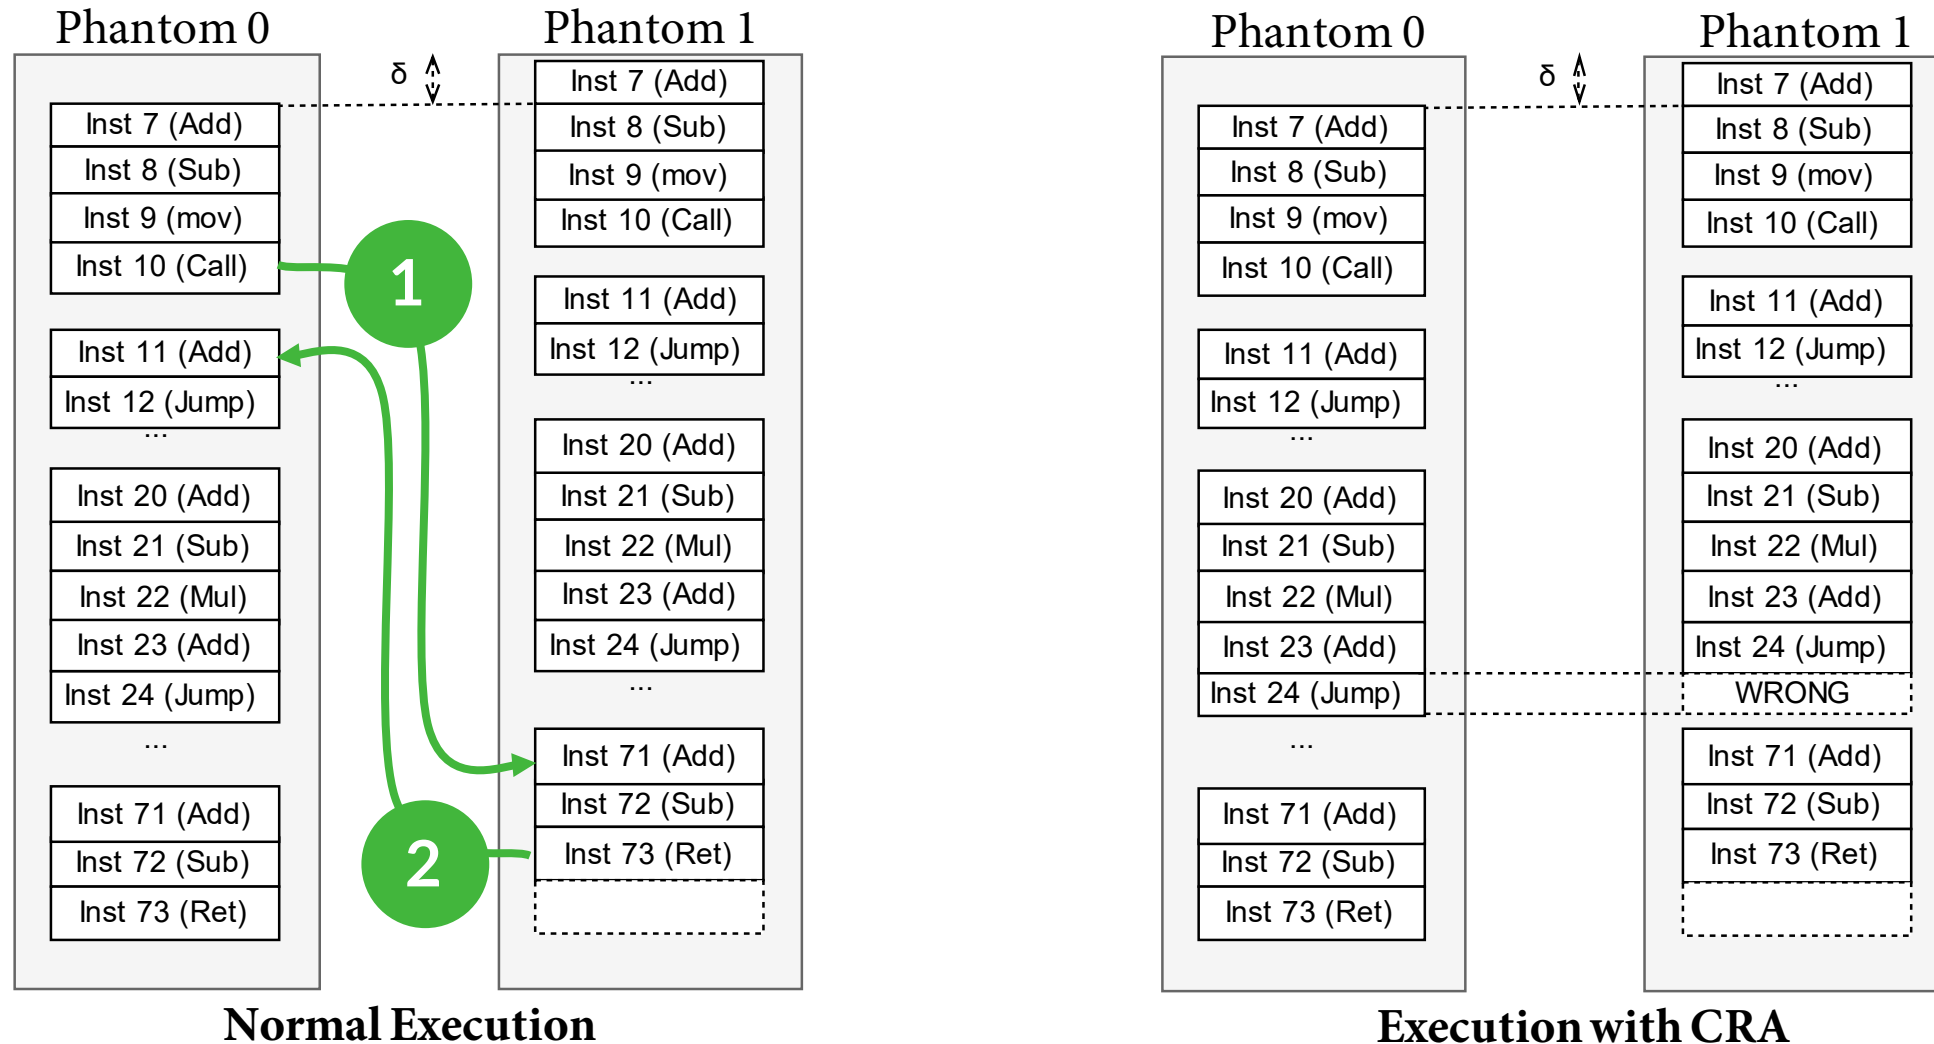 Phantom 0
Inst 7 (Add)
Inst 8 (Sub)
Inst 9 (mov)
Inst 10 (Call)
Inst 11 (Add)
Inst 12 (Jump)
...
Inst 20 (Add)
Inst 21 (Sub)
Inst 22 (Mul)
Inst 23 (Add)
Inst 24 (Jump)
...
Inst 71 (Add)
Inst 72 (Sub)
Inst 73 (Ret)
δ
1
2
Phantom 1
Inst 7 (Add)
Inst 8 (Sub)
Inst 9 (mov)
Inst 10 (Call)
Inst 11 (Add)
Inst 12 (Jump)
...
Inst 20 (Add)
Inst 21 (Sub)
Inst 22 (Mul)
Inst 23 (Add)
Inst 24 (Jump)
...
Inst 71 (Add)
Inst 72 (Sub)
Inst 73 (Ret)
Normal Execution
Phantom 0
Inst 7 (Add)
Inst 8 (Sub)
Inst 9 (mov)
Inst 10 (Call)
Inst 11 (Add)
Inst 12 (Jump)
...
Inst 20 (Add)
Inst 21 (Sub)
Inst 22 (Mul)
Inst 23 (Add)
Inst 24 (Jump)
...
Inst 71 (Add)
Inst 72 (Sub)
Inst 73 (Ret)
δ
Phantom 1
Inst 7 (Add)
Inst 8 (Sub)
Inst 9 (mov)
Inst 10 (Call)
Inst 11 (Add)
Inst 12 (Jump)
...
Inst 20 (Add)
Inst 21 (Sub)
Inst 22 (Mul)
Inst 23 (Add)
Inst 24 (Jump)
WRONG
Inst 71 (Add)
Inst 72 (Sub)
Inst 73 (Ret)
Execution with CRA